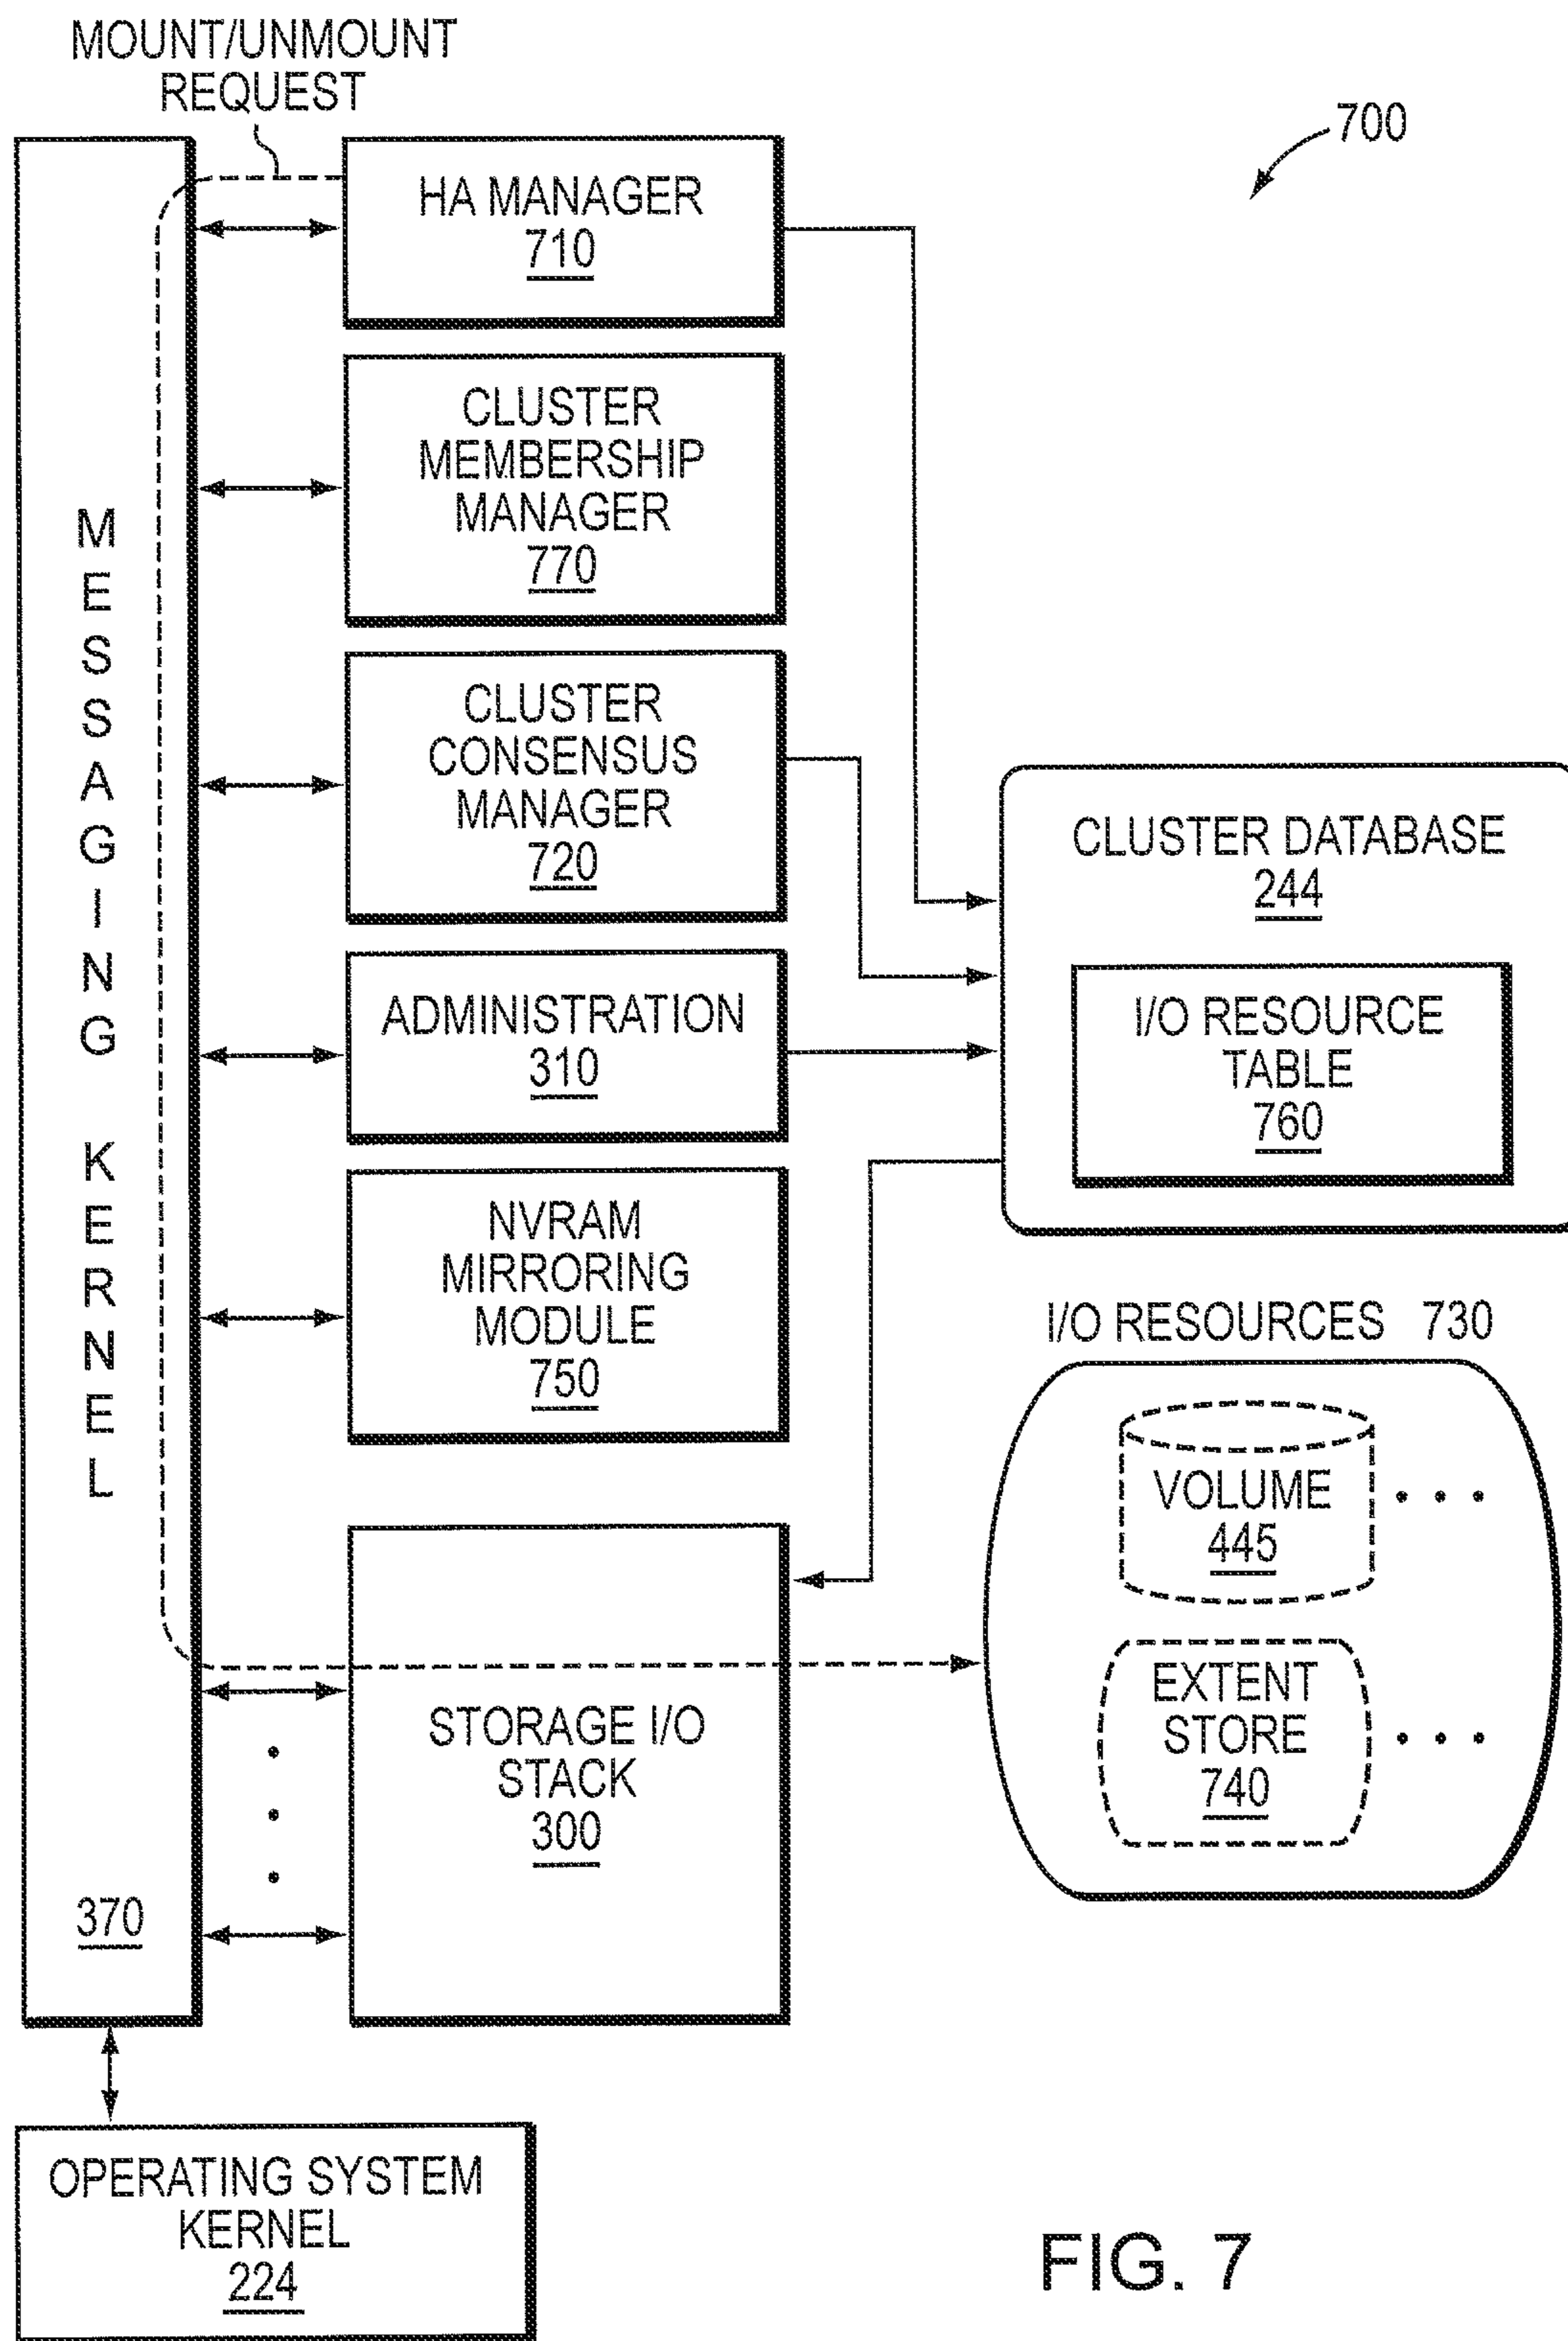 MOUNT/UNMOUNT
REQUEST
700
HA MANAGER
710
CLUSTER
MEMBERSHIP
MANAGER
770
CLUSTER
CONSENSUS
MANAGER
720
ADMINISTRATION
310
NVRAM
MIRRORING
MODULE
750
STORAGE I/O
STACK
300
MESSAGING KERNEL
370
OPERATING SYSTEM
KERNEL
224
CLUSTER DATABASE
244
I/O RESOURCE
TABLE
760
I/O RESOURCES 730
VOLUME
445
EXTENT
STORE
740
FIG. 7